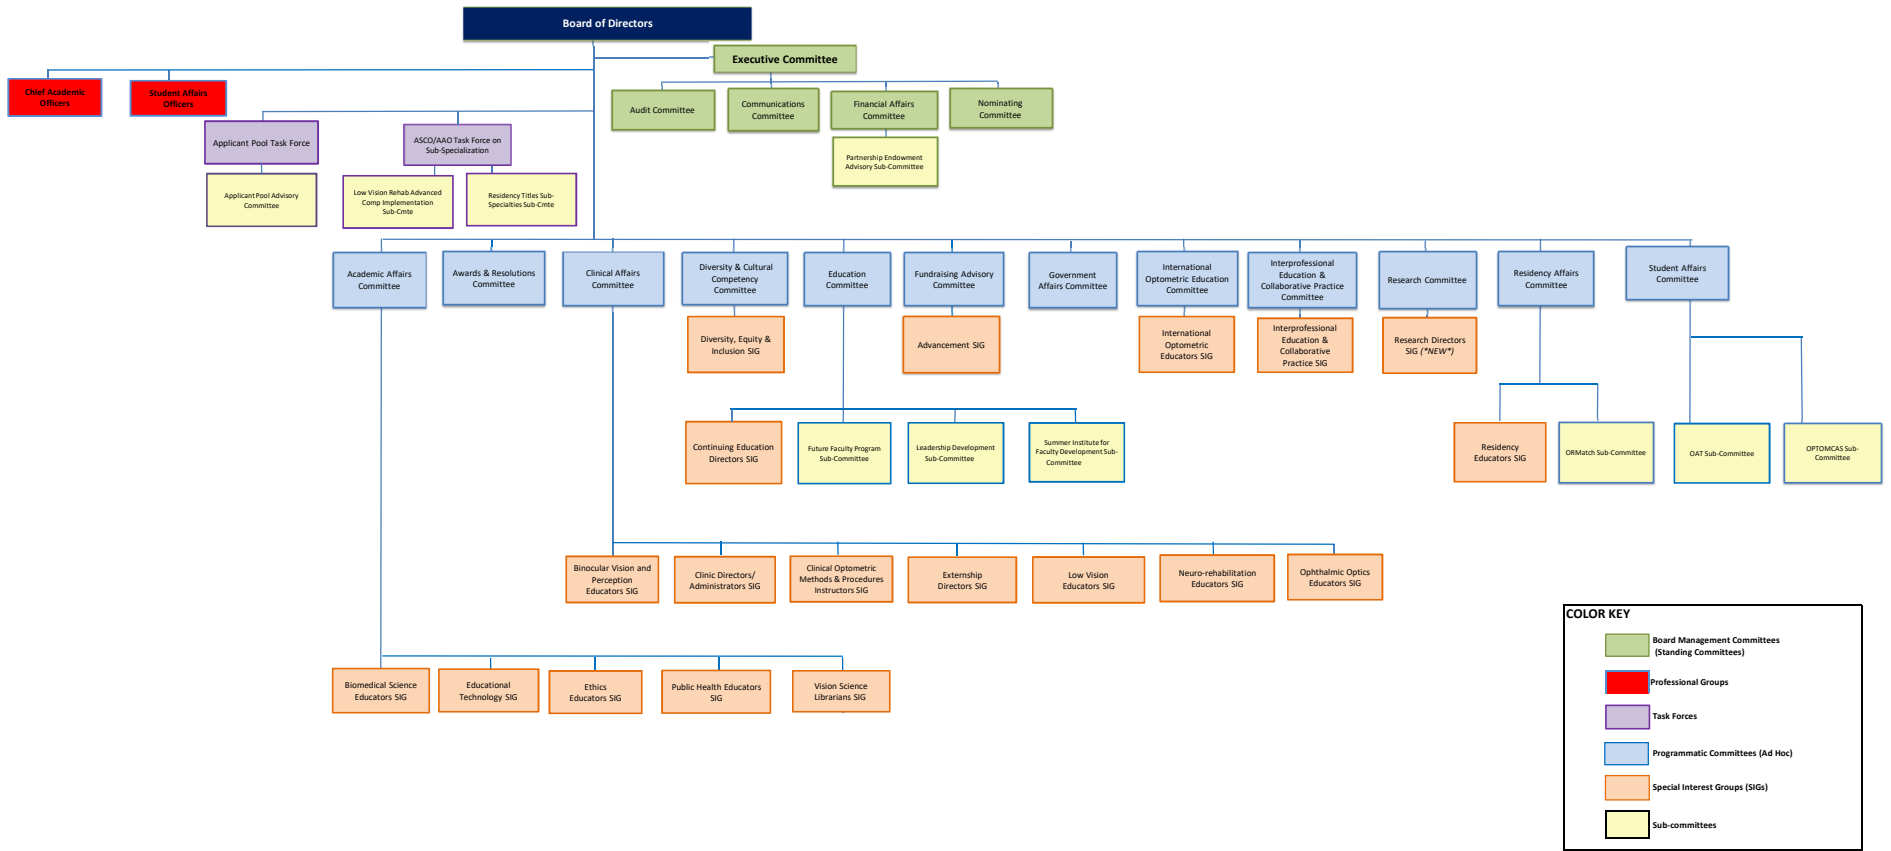 Board of Directors
Executive Committee
Chief Academic
Officers
Student Affairs
Officers
Audit Committee
Communications
Committee
Financial Affairs
Committee
Nominating
Committee
Applicant Pool Task Force
ASCO/AAO Task Force on
Sub-Specialization
Partnership Endowment
Advisory Sub-Committee
Applicant Pool Advisory
Committee
Low Vision Rehab Advanced
Comp Implementation
Sub-Cmte
Residency Titles Sub-
Specialties Sub-Cmte
Academic Affairs
Committee
Awards & Resolutions
Committee
Clinical Affairs
Committee
Diversity & Cultural
Competency
Committee
Education
Committee
Fundraising Advisory
Committee
Government
Affairs Committee
International
Optometric Education
Committee
Interprofessional
Education &
Collaborative Practice
Committee
Research Committee
Residency Affairs
Committee
Student Affairs
Committee
Diversity, Equity &
Inclusion SIG
Advancement SIG
International
Optometric
Educators SIG
Interprofessional
Education &
Collaborative
Practice SIG
Research Directors
SIG (*NEW*)
Continuing Education
Directors SIG
Future Faculty Program
Sub-Committee
Leadership Development
Sub-Committee
Summer Institute for
Faculty Development Sub-
Committee
Residency
Educators SIG
ORMatch Sub-Committee
OAT Sub-Committee
OPTOMCAS Sub-
Committee
Binocular Vision and
Perception
Educators SIG
Clinic Directors/
Administrators SIG
Clinical Optometric
Methods & Procedures
Instructors SIG
Externship
Directors SIG
Low Vision
Educators SIG
Neuro-rehabilitation
Educators SIG
Ophthalmic Optics
Educators SIG
Biomedical Science
Educators SIG
Educational
Technology SIG
Ethics
Educators SIG
Public Health Educators
SIG
Vision Science
Librarians SIG
COLOR KEY
Board Management Committees
(Standing Committees)
Professional Groups
Task Forces
Programmatic Committees (Ad Hoc)
Special Interest Groups (SIGs)
Sub-committees